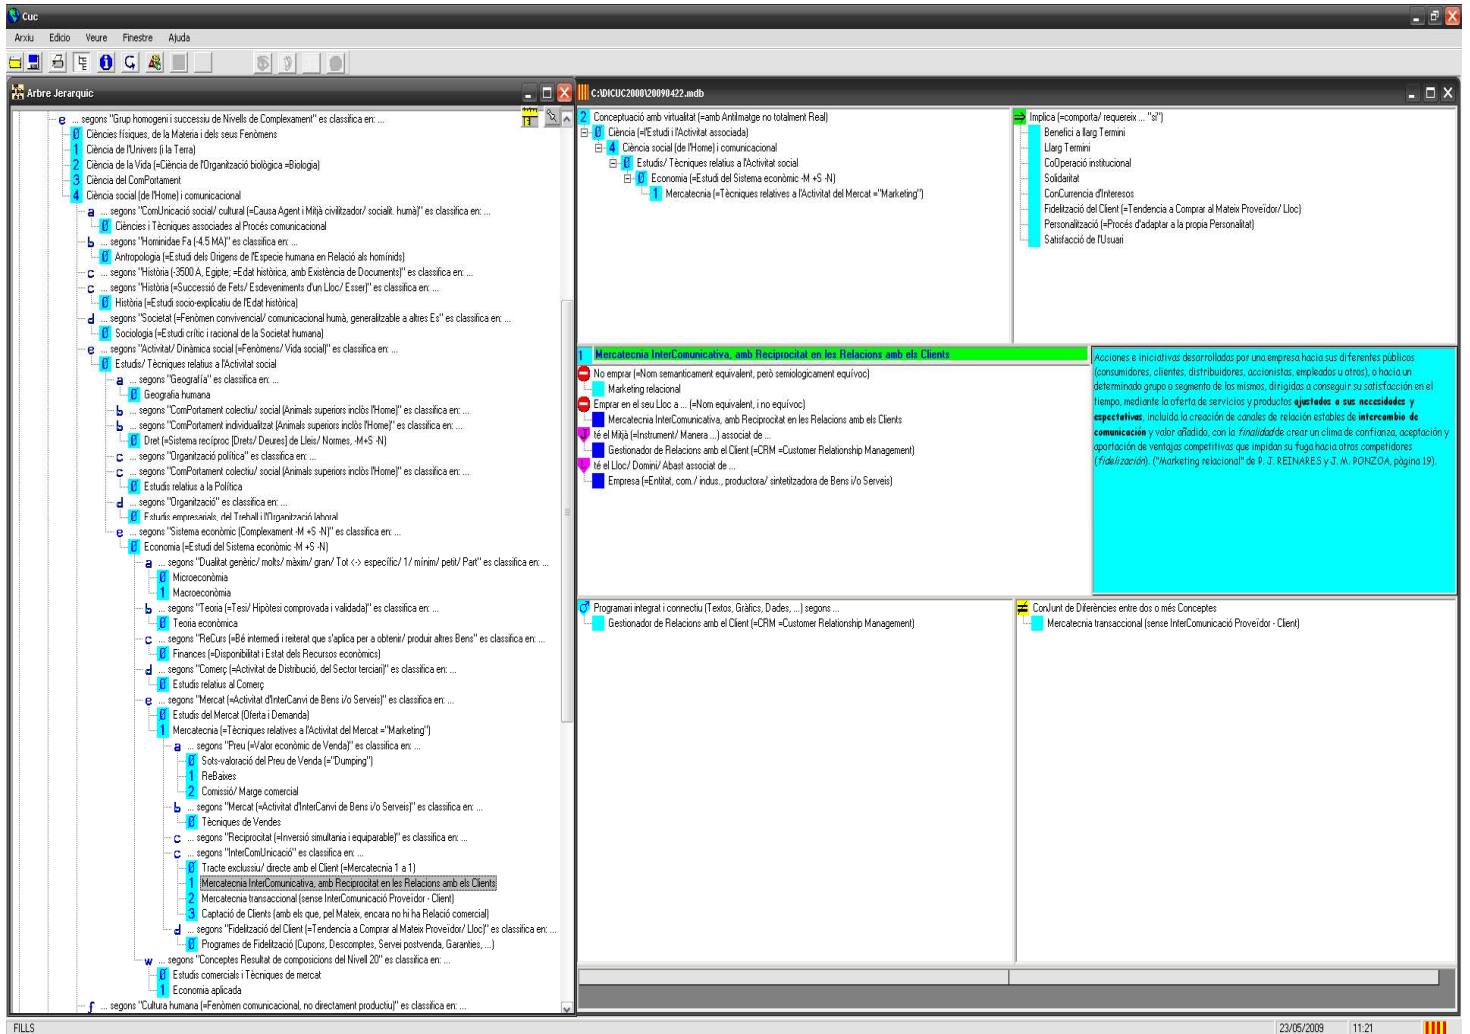 Cuc
Arxiu Edicio Veure Finestre Ajuda
Arbre Jerarquic
e ... segons "Grup homogeni i successiu de Nivells de Complexament" es classifica en: ...
0 Ciències físiques, de la Materia i dels seus Fenòmens
1 Ciència de l'Univers (i la Terra)
2 Ciència de la Vida (=Ciència de l'Organització biològica =Biologia)
3 Ciència del ComPortament
4 Ciència social (de l'Home) i comunicacional
a ... segons "ComUnicació social/ cultural (=Causa Agent i Mitjà civilitzador/ socialit. humà)" es classifica en: ...
0 Ciències i Tècniques associades al Procés comunicacional
b ... segons "Hominidae Fa (-4.5 MA)" es classifica en: ...
0 Antropologia (=Estudi dels Orígens de l'Especie humana en Relació als homínids)
c ... segons "Història (-3500 A, Egipte; =Edat històrica, amb Existència de Documents)" es classifica en: ...
c ... segons "Història (=Successió de Fets/ Esdeveniments d'un Lloc/ Esser)" es classifica en: ...
0 Història (=Estudi socio-explicatiu de l'Edat històrica)
d ... segons "Societat (=Fenòmen convivencial/ comunicacional humà, generalitzable a altres Es" es classifica en: ...
0 Sociologia (=Estudi crític i racional de la Societat humana)
e ... segons "Activitat/ Dinàmica social (=Fenòmens/ Vida social)" es classifica en: ...
0 Estudis/ Tècniques relatius a l'Activitat social
a ... segons "Geografía" es classifica en: ...
0 Geografia humana
b ... segons "ComPortament colectiu/ social (Animals superiors inclòs l'Home)" es classifica en: ...
b ... segons "ComPortament individualitzat (Animals superiors inclòs l'Home)" es classifica en: ...
0 Dret (=Sistema recíproc [Drets/ Deures] de Lleis/ Normes, -M+S -N)
c ... segons "Organització política" es classifica en: ...
c ... segons "ComPortament colectiu/ social (Animals superiors inclòs l'Home)" es classifica en: ...
0 Estudis relatius a la Política
d ... segons "Organització" es classifica en: ...
0 Estudis empresarials, del Treball i l'Organització laboral
e ... segons "Sistema econòmic (Complexament -M +S -N)" es classifica en: ...
0 Economia (=Estudi del Sistema econòmic -M +S -N)
a ... segons "Dualitat genèric/ molts/ màxim/ gran/ Tot <-> específic/ 1/ mínim/ petit/ Part" es classifica en: ...
0 Microeconòmia
1 Macroeconòmia
b ... segons "Teoria (=Tesi/ Hipòtesi comprovada i validada)" es classifica en: ...
0 Teoria econòmica
c ... segons "ReCurs (=Bé intermedi i reiterat que s'aplica per a obtenir/ produir altres Bens" es classifica en: ...
0 Finances (=Disponibilitat i Estat dels Recursos econòmics)
d ... segons "Comerç (=Activitat de Distribució, del Sector terciari)" es classifica en: ...
0 Estudis relatius al Comerç
e ... segons "Mercat (=Activitat d'InterCanvi de Bens i/o Serveis)" es classifica en: ...
0 Estudis del Mercat (Oferta i Demanda)
1 Mercatecnia (=Tècniques relatives a l'Activitat del Mercat ="Marketing")
a ... segons "Preu (=Valor econòmic de Venda)" es classifica en: ...
0 Sots-valoració del Preu de Venda (="Dumping")
1 ReBaixes
2 Comissió/ Marge comercial
b ... segons "Mercat (=Activitat d'InterCanvi de Bens i/o Serveis)" es classifica en: ...
0 Tècniques de Vendes
c ... segons "Reciprocitat (=Inversió simultania i equiparable)" es classifica en: ...
c ... segons "InterComUnicació" es classifica en: ...
0 Tracte exclussiu/ directe amb el Client (=Mercatecnia 1 a 1)
1 Mercatecnia InterComunicativa, amb Reciprocitat en les Relacions amb els Clients
2 Mercatecnia transaccional (sense InterComunicació Proveïdor - Client)
3 Captació de Clients (amb els que, pel Mateix, encara no hi ha Relació comercial)
d ... segons "Fidelització del Client (=Tendencia a Comprar al Mateix Proveïdor/ Lloc)" es classifica en: ...
0 Programes de Fidelització (Cupons, Descomptes, Servei postvenda, Garanties, ...)
w ... segons "Conceptes Resultat de composicions del Nivell 20" es classifica en: ...
0 Estudis comercials i Tècniques de mercat
1 Economia aplicada
f ... segons "Cultura humana (=Fenòmen comunicacional, no directament productiu)" es classifica en: ...
C:\DICUC2000\20090422.mdb
2 Conceptuació amb virtualitat (=amb Antiimatge no totalment Real)
0 Ciència (=l'Estudi i l'Activitat associada)
4 Ciència social (de l'Home) i comunicacional
0 Estudis/ Tècniques relatius a l'Activitat social
0 Economia (=Estudi del Sistema econòmic -M +S -N)
1 Mercatecnia (=Tècniques relatives a l'Activitat del Mercat ="Marketing")
Implica (=comporta/ requereix ... "si")
Benefici a llarg Termini
Llarg Termini
CoOperació institucional
Solidaritat
ConCurrencia d'Interesos
Fidelització del Client (=Tendencia a Comprar al Mateix Proveïdor/ Lloc)
Personalització (=Procés d'adaptar a la propia Personalitat)
Satisfacció de l'Usuari
1 Mercatecnia InterComunicativa, amb Reciprocitat en les Relacions amb els Clients
No emprar (=Nom semanticament equivalent, però semiologicament equívoc)
Marketing relacional
Emprar en el seu Lloc a ... (=Nom equivalent, i no equívoc)
Mercatecnia InterComunicativa, amb Reciprocitat en les Relacions amb els Clients
té el Mitjà (=Instrument/ Manera ...) associat de ...
Gestionador de Relacions amb el Client (=CRM =Customer Relationship Management)
té el Lloc/ Domini/ Abast associat de ...
Empresa (=Entitat, com./ indus., productora/ sintetitzadora de Bens i/o Serveis)
Acciones e iniciativas desarrolladas por una empresa hacia sus diferentes públicos
(consumidores, clientes, distribuidores, accionistas, empleados u otros), o hacia un
determinado grupo o segmento de los mismos, dirigidas a conseguir su satisfacción en el
tiempo, mediante la oferta de servicios y productos ajustados a sus necesidades y
espectativas, incluida la creación de canales de relación estables de intercambio de
comunicación y valor añadido, con la finalidad de crear un clima de confianza, aceptación y
aportación de ventajas competitivas que impidan su fuga hacia otros competidores
(fidelización). ("Marketing relacional" de P. J. REINARES y J. M. PONZOA, pàgina 19).
Programari integrat i connectiu (Textos, Gràfics, Dades, ...) segons ...
Gestionador de Relacions amb el Client (=CRM =Customer Relationship Management)
ConJunt de Diferències entre dos o més Conceptes
Mercatecnia transaccional (sense InterComunicació Proveïdor - Client)
FILLS
23/05/2009 11:21